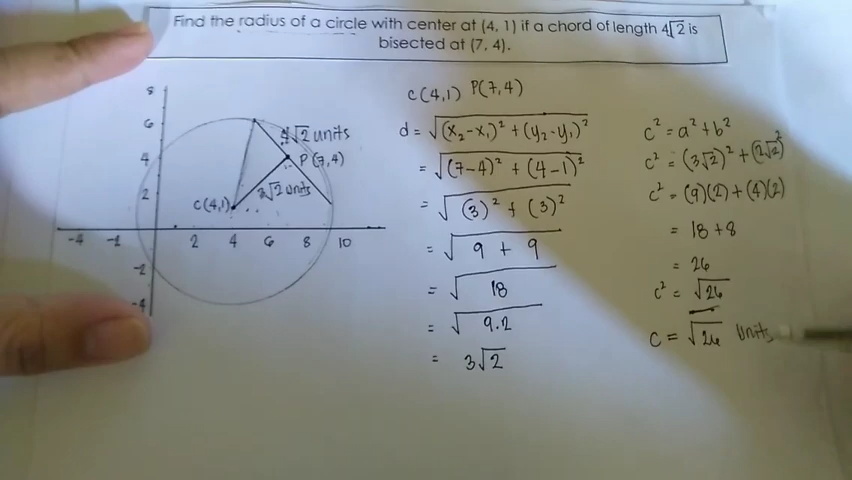 Find the radius of a circle with center at (4, 1) if a chord of length 4√2 is
bisected at (7, 4).
8
6
4
2
-2
-4
-4
2
4
6
8
10
4√2 units
P(7,4)
3√2 units
C(4,1)
C(4,1) P(7,4)
d = √(x₂-x₁)² + (y₂-y₁)²
= √(7-4)² + (4-1)²
= √(3)² + (3)²
= √9 + 9
= √18
= √9.2
= 3√2
c² = a² + b²
c² = (3√2)² + (2√2)²
c² = (9)(2) + (4)(2)
= 18 + 8
= 26
c² = √26
c = √26 units